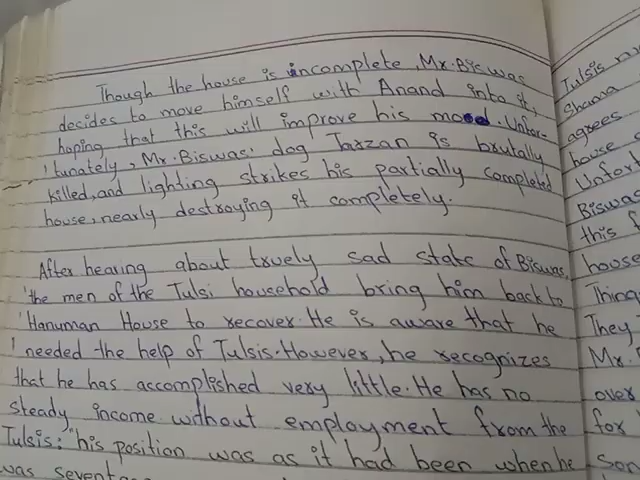 Though the house is incomplete, Mr. Biswas
decides to move himself with Anand into it,
hoping that this will improve his mood. Unfor-
tunately, Mr. Biswas' dog Tarzan is brutally
killed, and lighting strikes his partially completed
house, nearly destroying it completely.
After hearing about truely sad state of Biswas,
the men of the Tulsi household bring him back to
Hanuman House to recover. He is aware that he
needed the help of Tulsis. However, he recognizes
that he has accomplished very little. He has no
steady income without employment from the
Tulsis: "his position was as it had been when he
was sevent
Tulsis
Shama
agrees
house
Unfort
Biswas
this f
house
Thing
They
Mr.
over
for
son